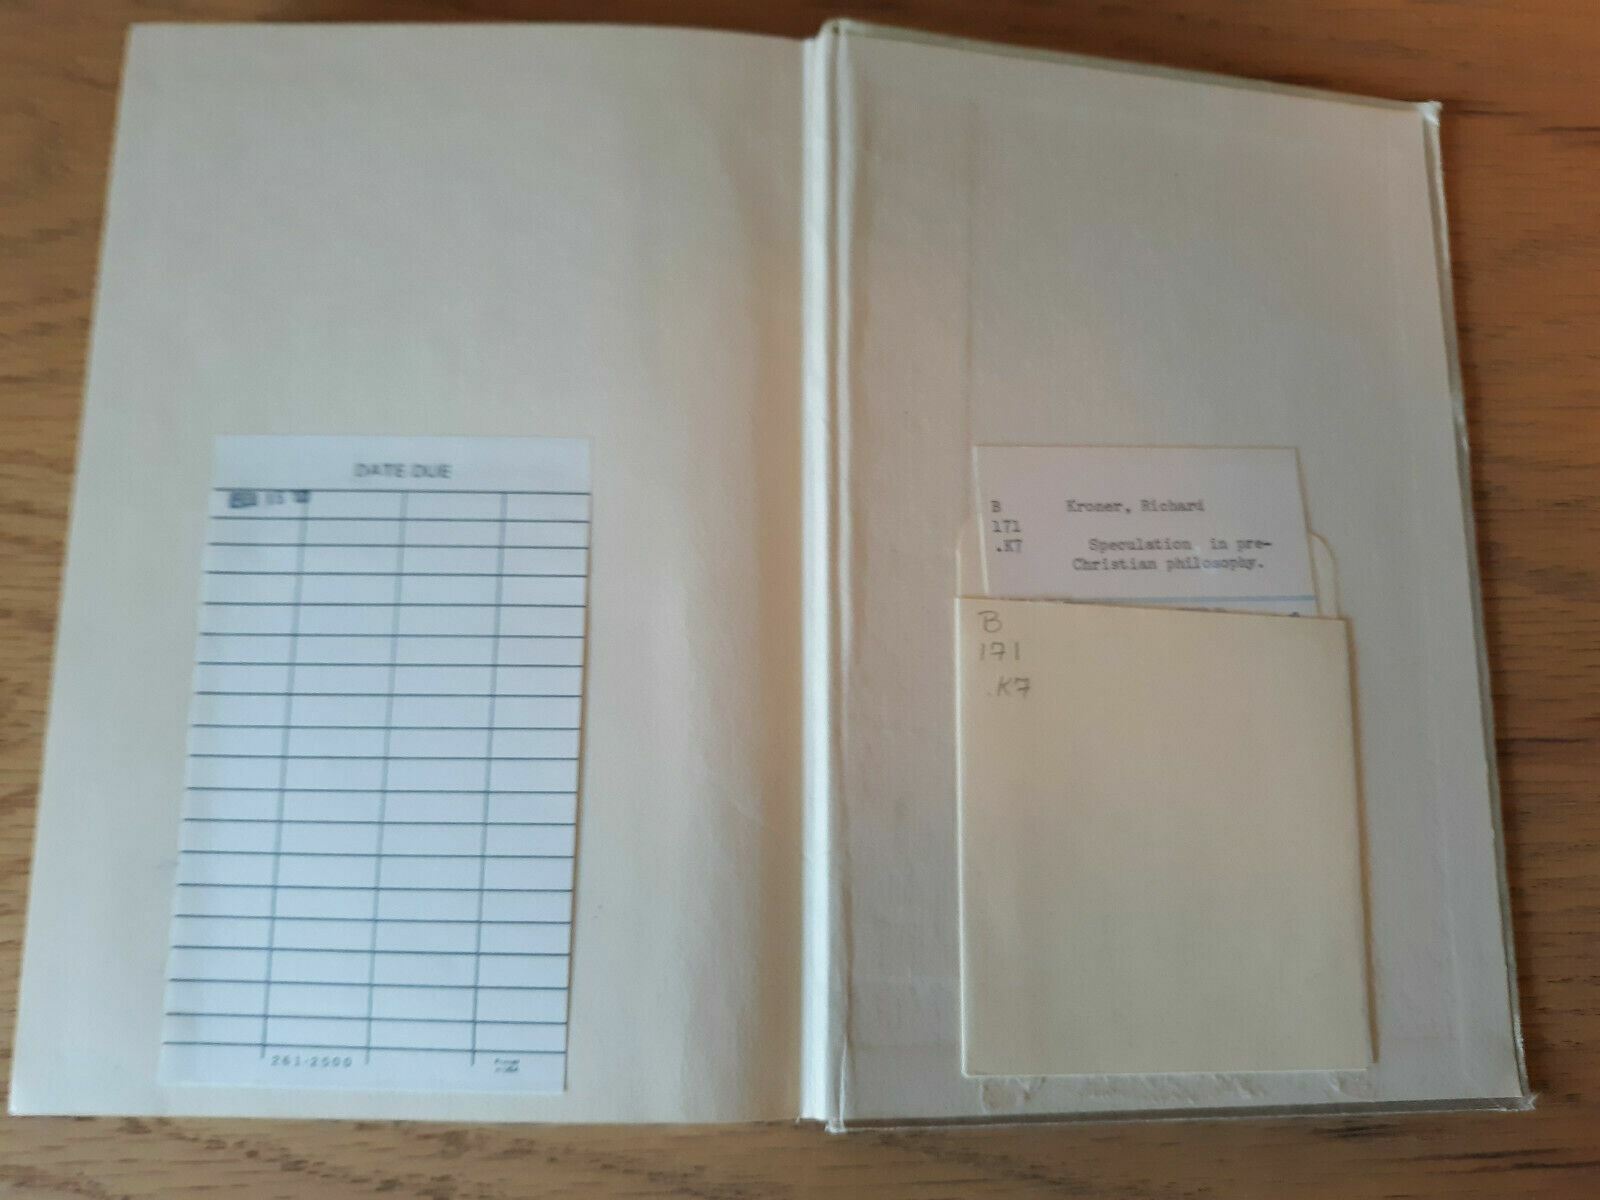 DATE DUE
261-2500
B Kroner, Richard
171
.K7 Speculation in pre-
Christian philosophy.
B
171
.K7